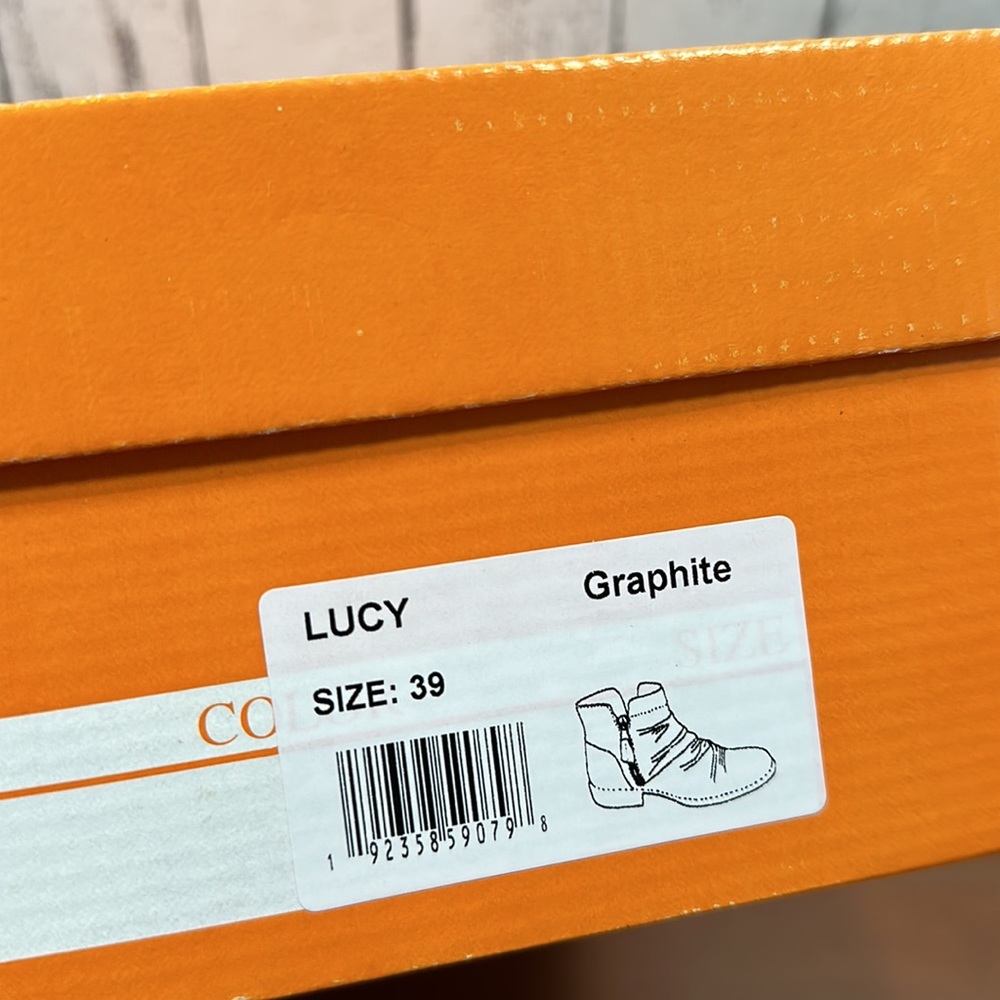 LUCY
Graphite
SIZE
SIZE: 39
CO
1 92358 59079 8